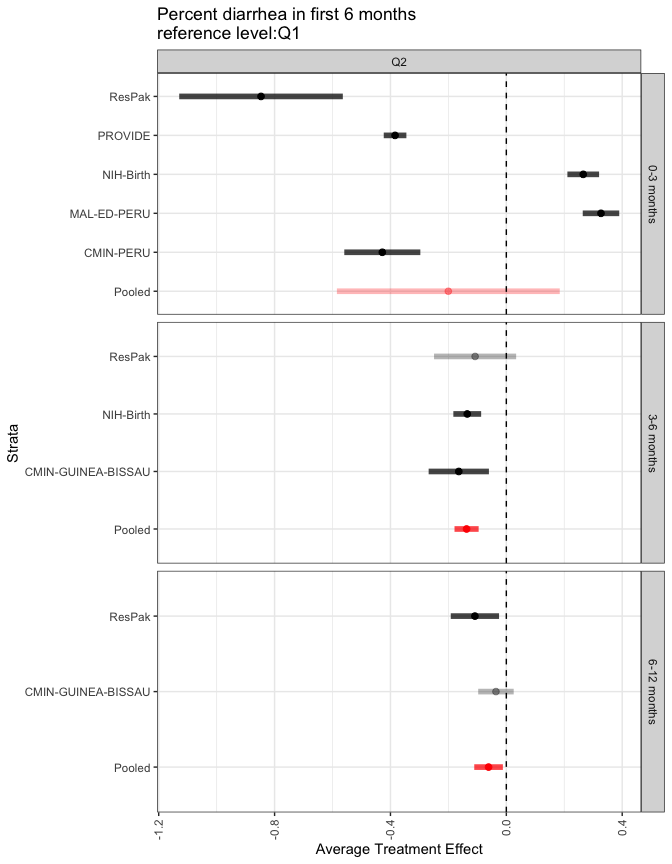 Percent diarrhea in first 6 months
reference level:Q1
Q2
ResPak
PROVIDE
NIH-Birth
MAL-ED-PERU
CMIN-PERU
Pooled
0-3 months
ResPak
NIH-Birth
CMIN-GUINEA-BISSAU
Pooled
3-6 months
ResPak
CMIN-GUINEA-BISSAU
Pooled
6-12 months
Strata
-1.2
-0.8
-0.4
0.0
0.4
Average Treatment Effect